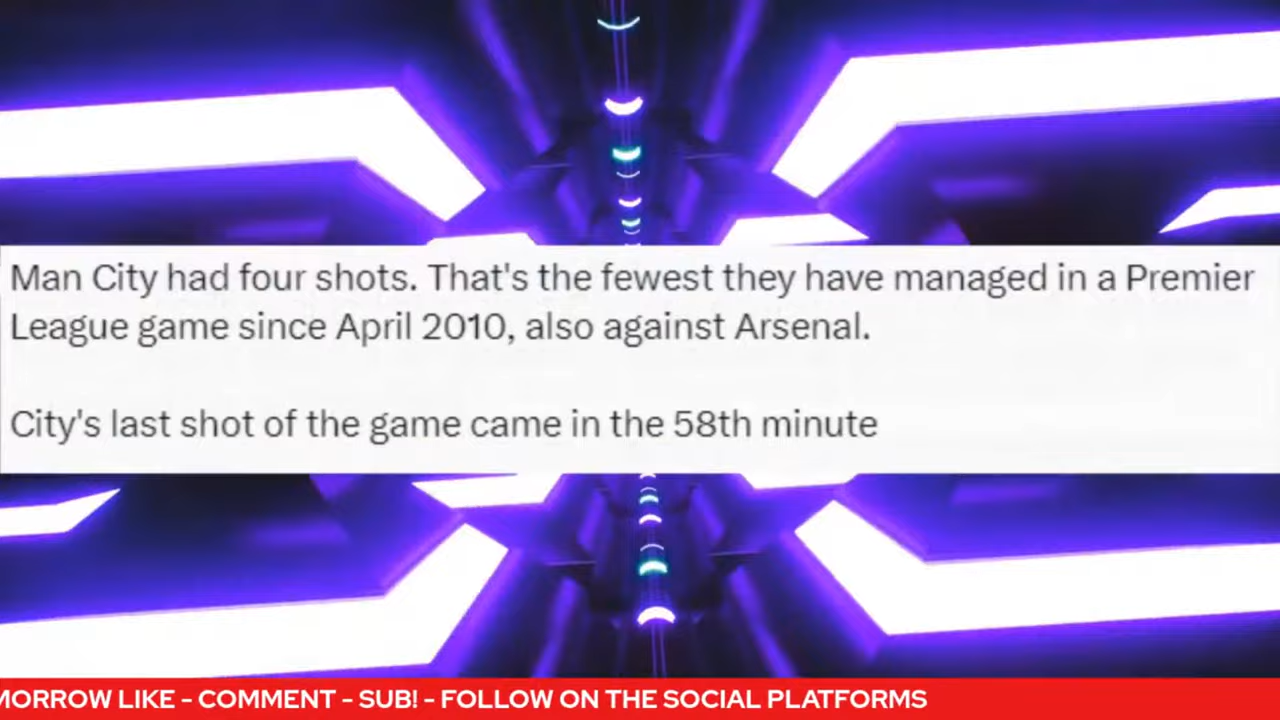 Man City had four shots. That's the fewest they have managed in a Premier
League game since April 2010, also against Arsenal.
City's last shot of the game came in the 58th minute
MORROW LIKE - COMMENT - SUB! - FOLLOW ON THE SOCIAL PLATFORMS